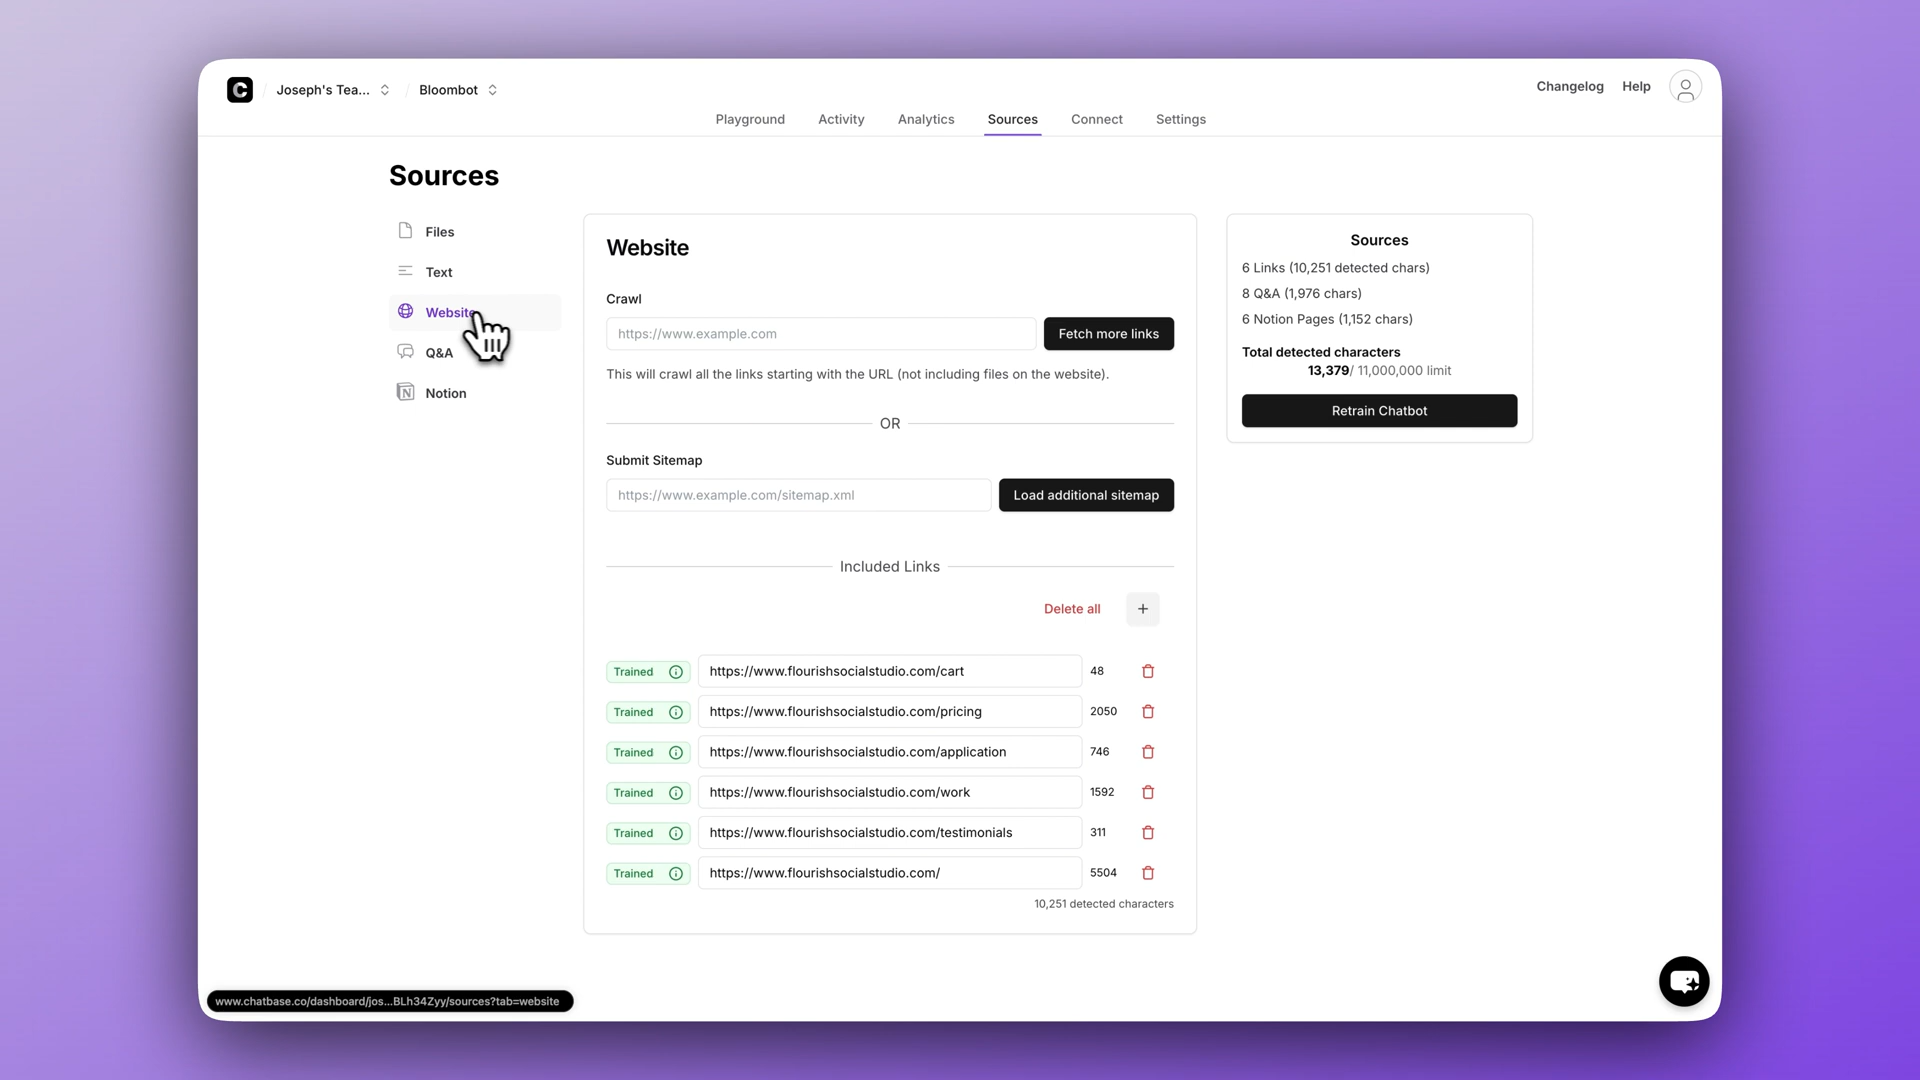 C / Joseph's Tea... / Bloombot
Changelog Help
Playground Activity Analytics Sources Connect Settings
Sources
Files
Text
Website
Q&A
Notion
Website
Crawl
https://www.example.com
Fetch more links
This will crawl all the links starting with the URL (not including files on the website).
OR
Submit Sitemap
https://www.example.com/sitemap.xml
Load additional sitemap
Included Links
Delete all +
Trained https://www.flourishsocialstudio.com/cart 48
Trained https://www.flourishsocialstudio.com/pricing 2050
Trained https://www.flourishsocialstudio.com/application 746
Trained https://www.flourishsocialstudio.com/work 1592
Trained https://www.flourishsocialstudio.com/testimonials 311
Trained https://www.flourishsocialstudio.com/ 5504
10,251 detected characters
Sources
6 Links (10,251 detected chars)
8 Q&A (1,976 chars)
6 Notion Pages (1,152 chars)
Total detected characters
13,379/ 11,000,000 limit
Retrain Chatbot
www.chatbase.co/dashboard/jos...BLh34Zyy/sources?tab=website